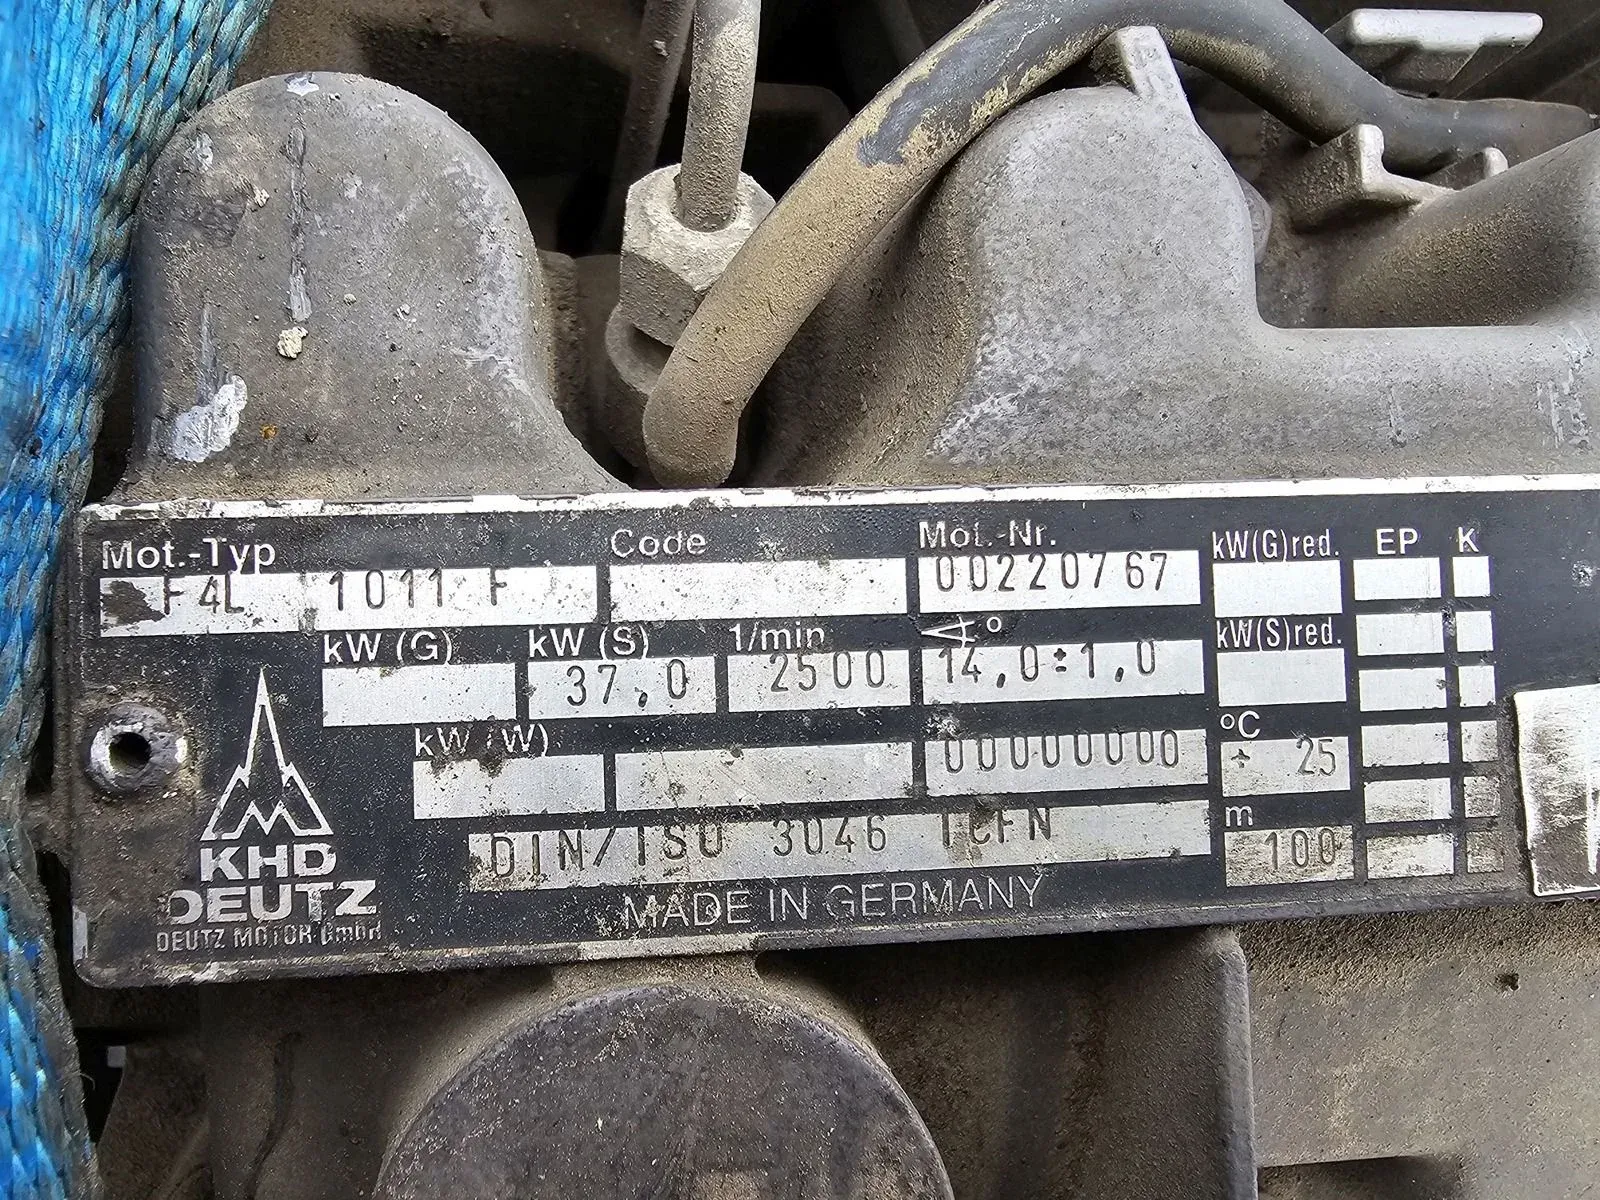 Mot.-Typ Code Mot.-Nr. kW(G)red. EP K
F4L 1011 F 00220767
kW (G) kW (S) 1/min ∢° kW(S)red.
37,0 2500 14,0±1,0
kW (W) °C
00000000 ÷ 25
m
DIN/ISO 3046 ICFN 100
KHD
DEUTZ
DEUTZ MOTOR GmbH
MADE IN GERMANY